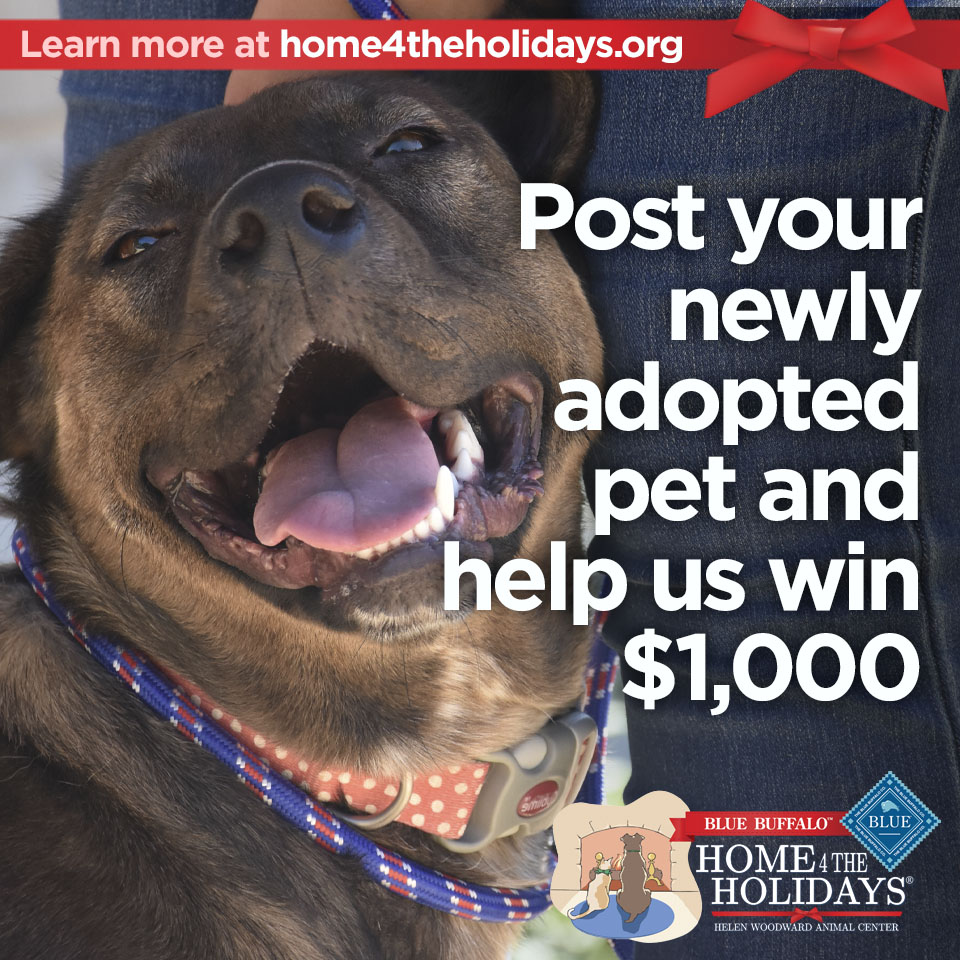 Learn more at home4theholidays.org
Post your
newly
adopted
pet and
help us win
$1,000
BLUE BUFFALO™
BLUE
HOME 4 THE
HOLIDAYS®
HELEN WOODWARD ANIMAL CENTER